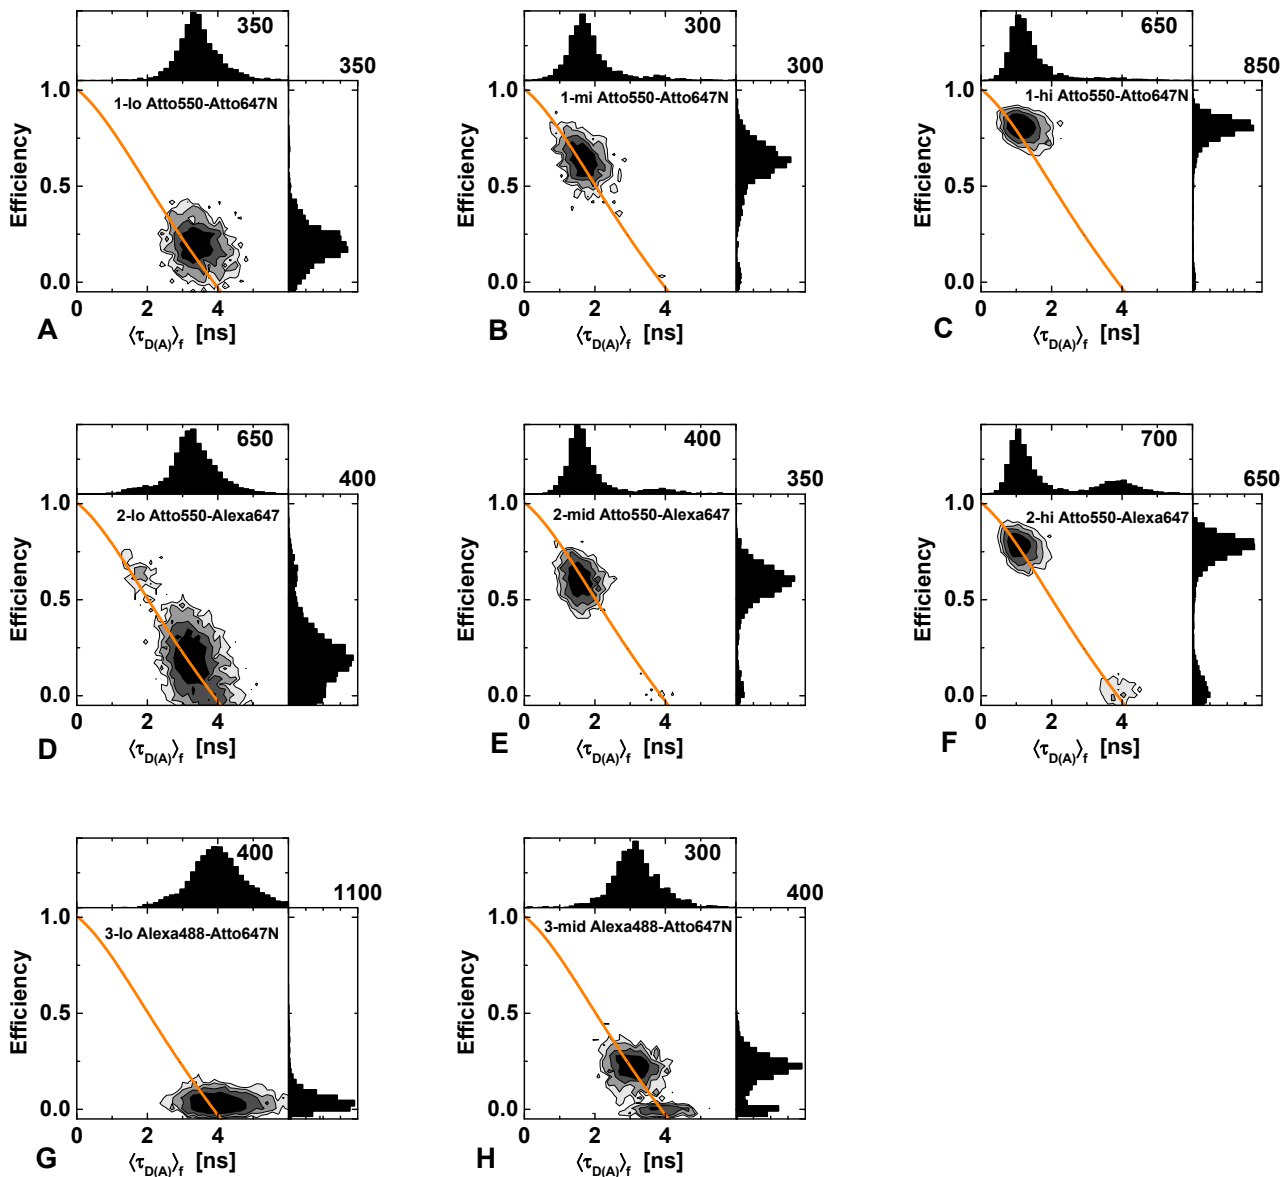 350
350
1-lo Atto550-Atto647N
1.0
0.5
0.0
Efficiency
0 2 4
⟨τD(A)⟩f [ns]
A
300
300
1-mi Atto550-Atto647N
1.0
0.5
0.0
Efficiency
0 2 4
⟨τD(A)⟩f [ns]
B
650
850
1-hi Atto550-Atto647N
1.0
0.5
0.0
Efficiency
0 2 4
⟨τD(A)⟩f [ns]
C
650
400
2-lo Atto550-Alexa647
1.0
0.5
0.0
Efficiency
0 2 4
⟨τD(A)⟩f [ns]
D
400
350
2-mid Atto550-Alexa647
1.0
0.5
0.0
Efficiency
0 2 4
⟨τD(A)⟩f [ns]
E
700
650
2-hi Atto550-Alexa647
1.0
0.5
0.0
Efficiency
0 2 4
⟨τD(A)⟩f [ns]
F
400
1100
3-lo Alexa488-Atto647N
1.0
0.5
0.0
Efficiency
0 2 4
⟨τD(A)⟩f [ns]
G
300
400
3-mid Alexa488-Atto647N
1.0
0.5
0.0
Efficiency
0 2 4
⟨τD(A)⟩f [ns]
H